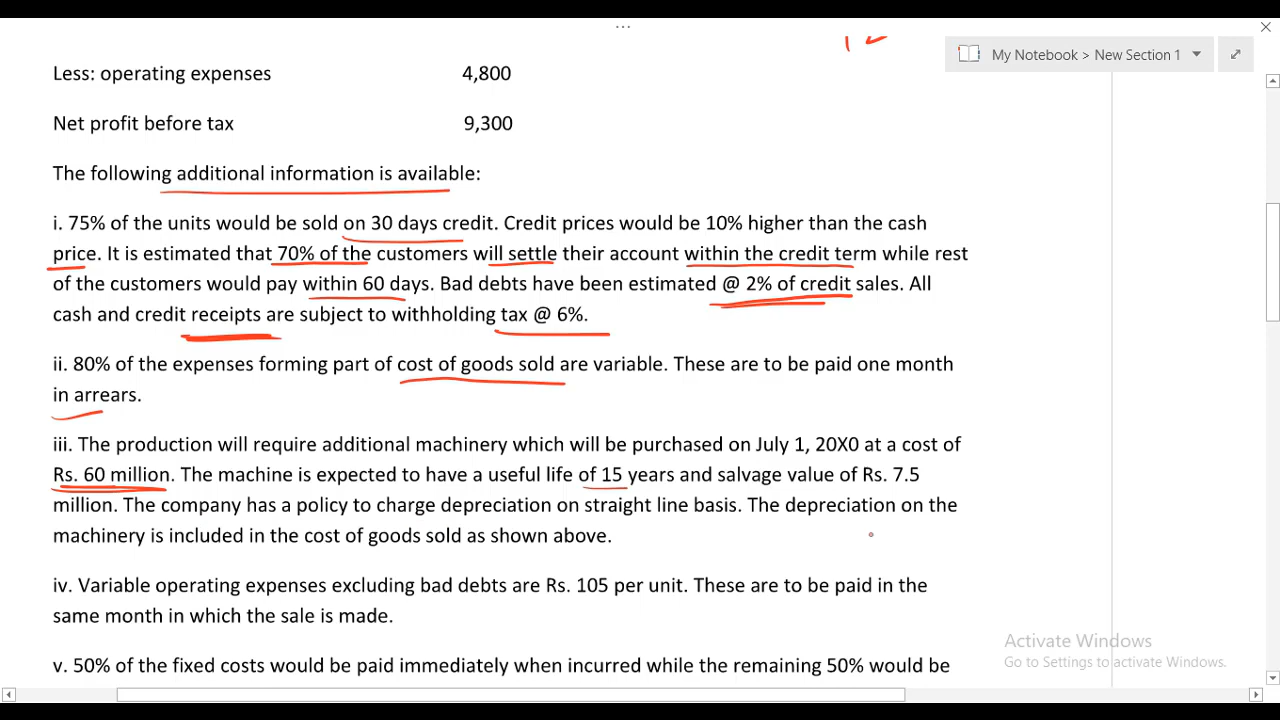 ...
My Notebook > New Section 1
Less: operating expenses 4,800
Net profit before tax 9,300
The following additional information is available:
i. 75% of the units would be sold on 30 days credit. Credit prices would be 10% higher than the cash
price. It is estimated that 70% of the customers will settle their account within the credit term while rest
of the customers would pay within 60 days. Bad debts have been estimated @ 2% of credit sales. All
cash and credit receipts are subject to withholding tax @ 6%.
ii. 80% of the expenses forming part of cost of goods sold are variable. These are to be paid one month
in arrears.
iii. The production will require additional machinery which will be purchased on July 1, 20X0 at a cost of
Rs. 60 million. The machine is expected to have a useful life of 15 years and salvage value of Rs. 7.5
million. The company has a policy to charge depreciation on straight line basis. The depreciation on the
machinery is included in the cost of goods sold as shown above.
iv. Variable operating expenses excluding bad debts are Rs. 105 per unit. These are to be paid in the
same month in which the sale is made.
v. 50% of the fixed costs would be paid immediately when incurred while the remaining 50% would be
Activate Windows
Go to Settings to activate Windows.